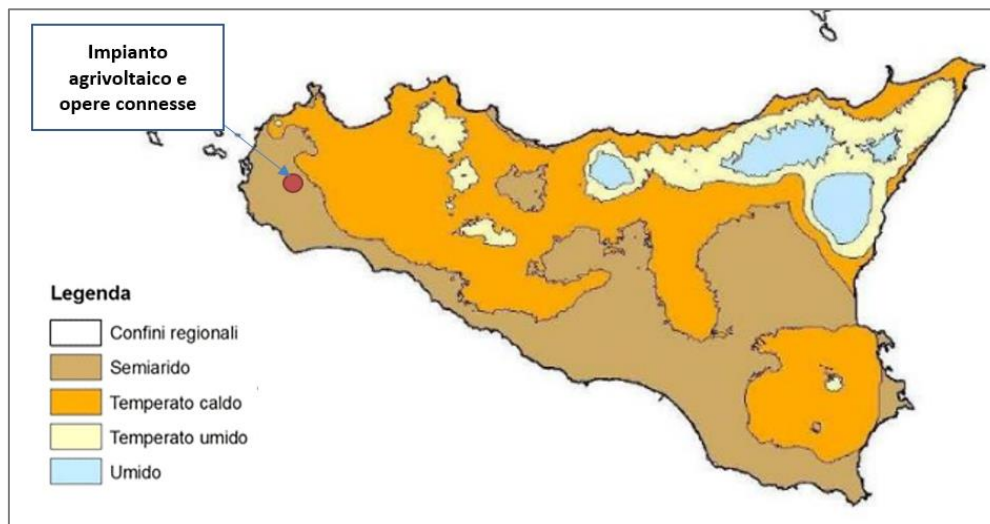 Impianto
agrivoltaico e
opere connesse
Legenda
Confini regionali
Semiarido
Temperato caldo
Temperato umido
Umido